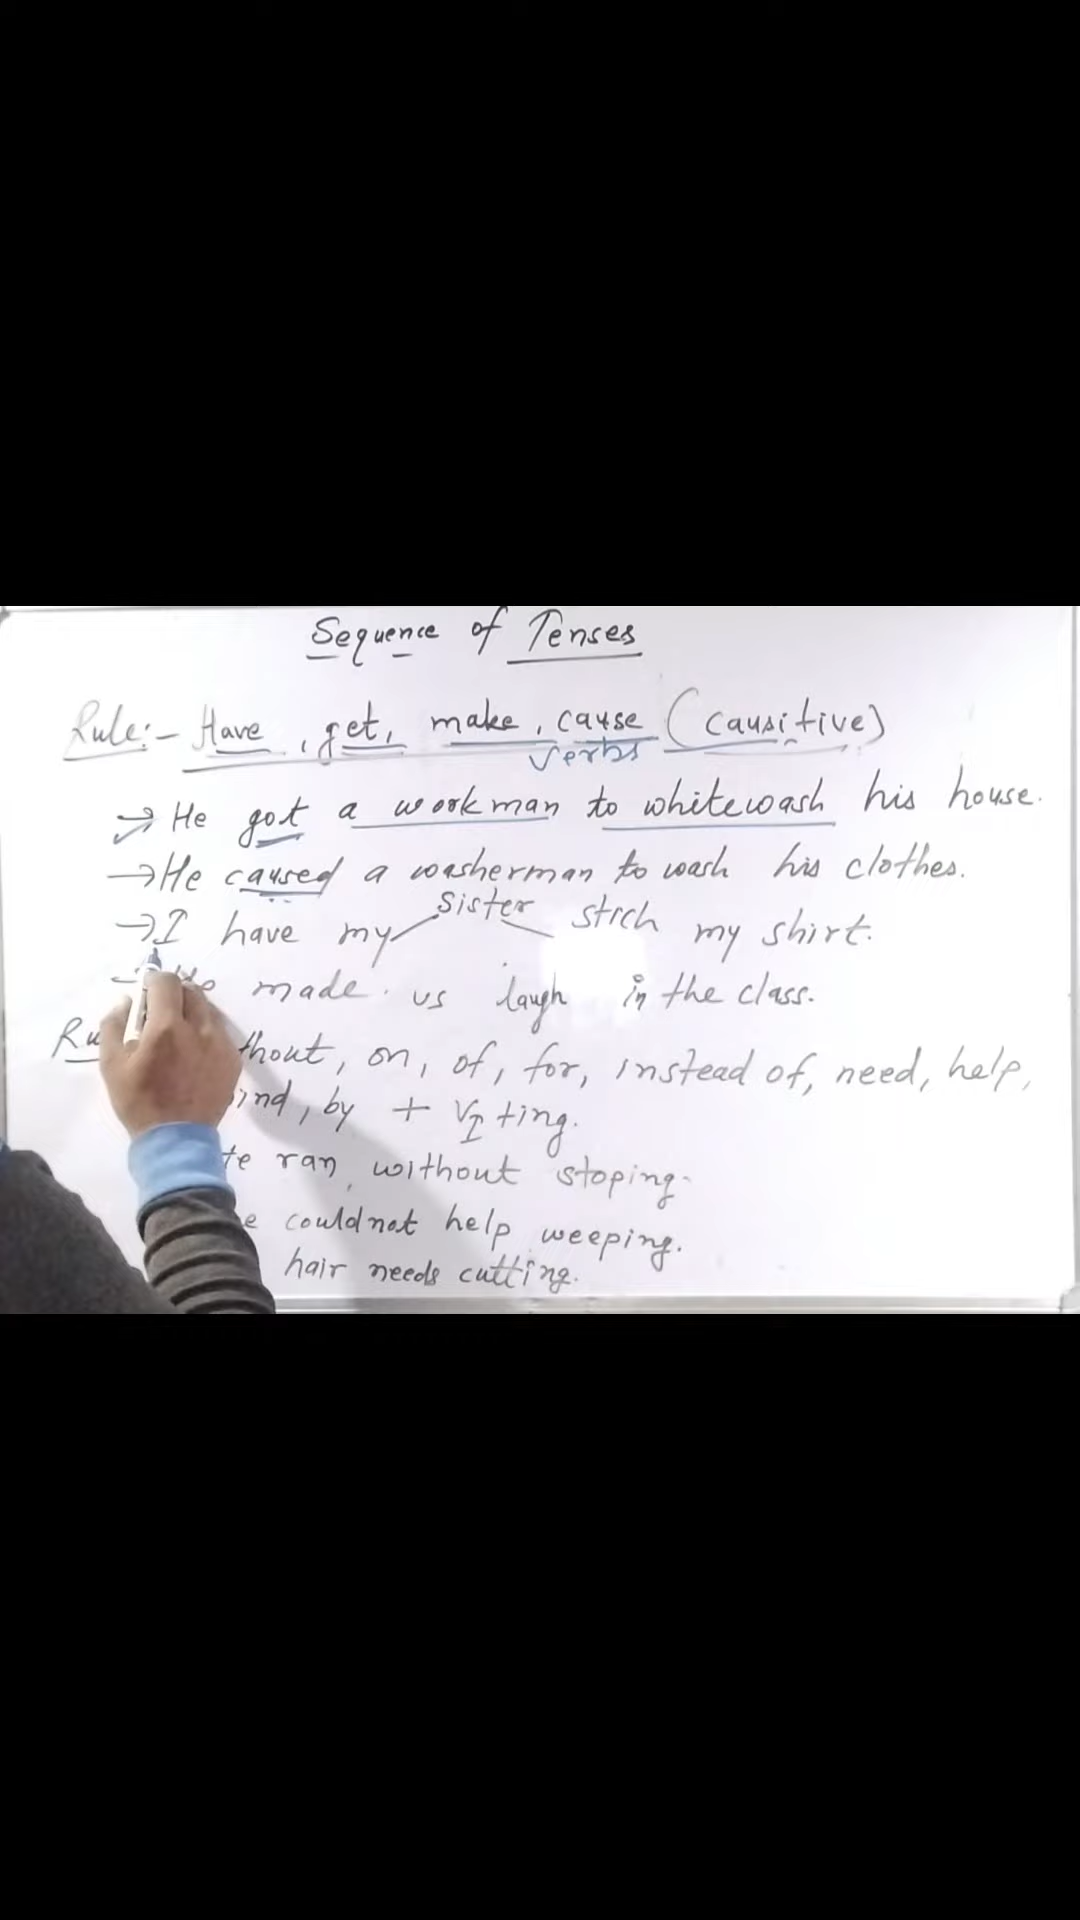 Sequence of Tenses
Rule:- Have, get, make, cause (causitive)
verbs
→ He got a workman to whitewash his house.
→ He caused a washerman to wash his clothes.
→ I have my sister stich my shirt.
made us laugh in the class.
on, of, for, instead of, need, help,
by + V1 + ing.
ran without stoping.
couldnot help weeping.
hair needs cutting.